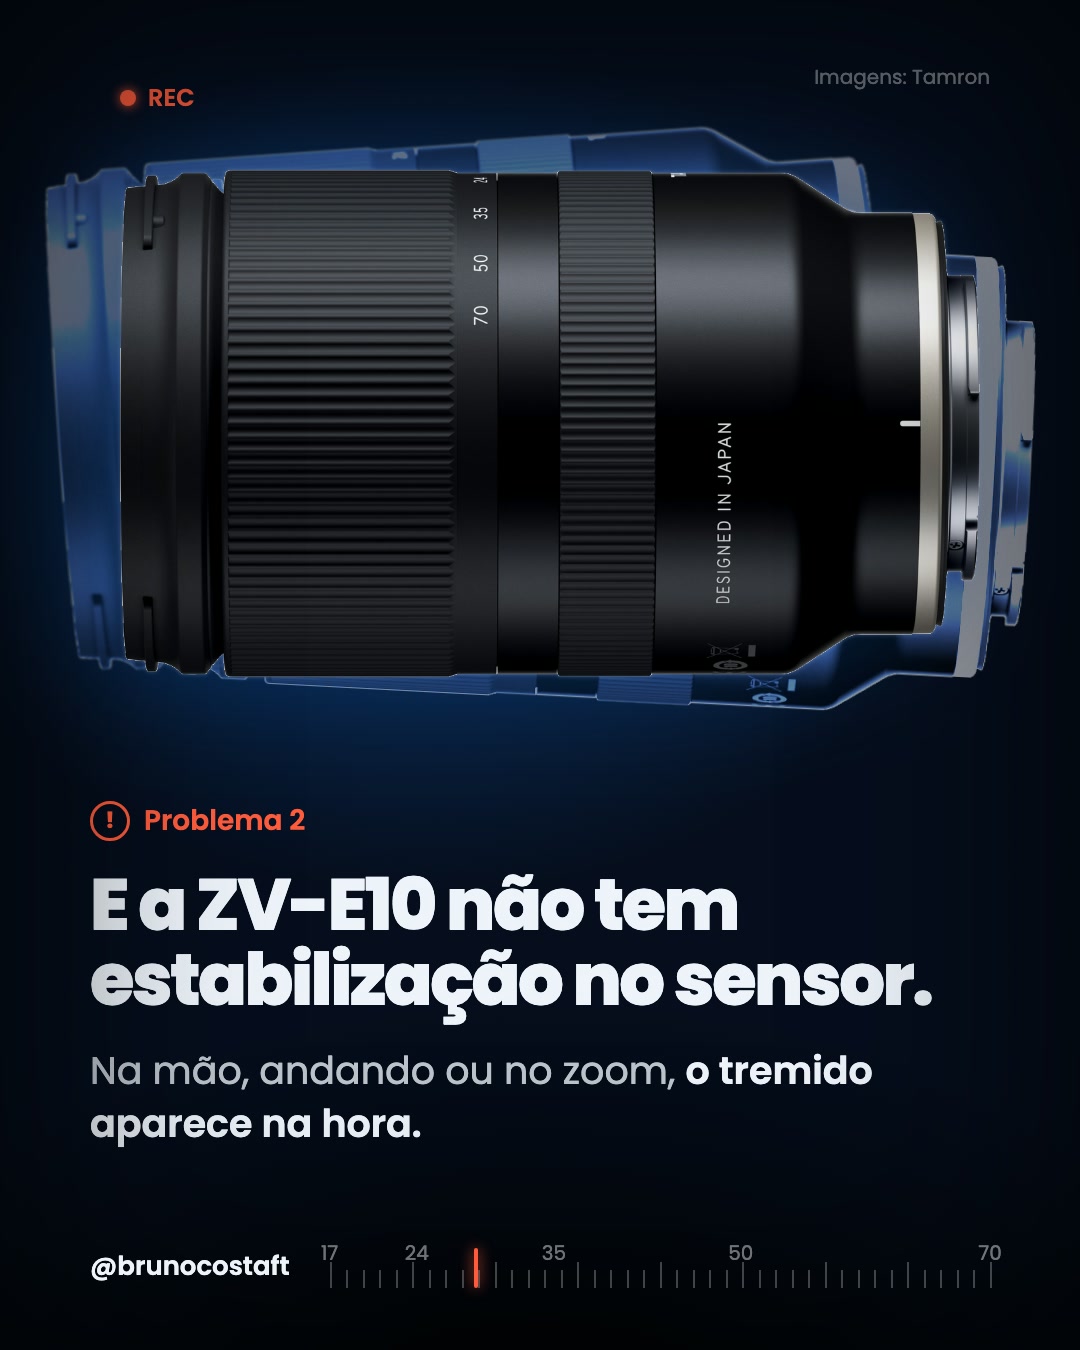 Imagens: Tamron
REC
24
35
50
70
DESIGNED IN JAPAN
Problema 2
E a ZV-E10 não tem
estabilização no sensor.
Na mão, andando ou no zoom, o tremido
aparece na hora.
@brunocostaft
17 24 35 50 70